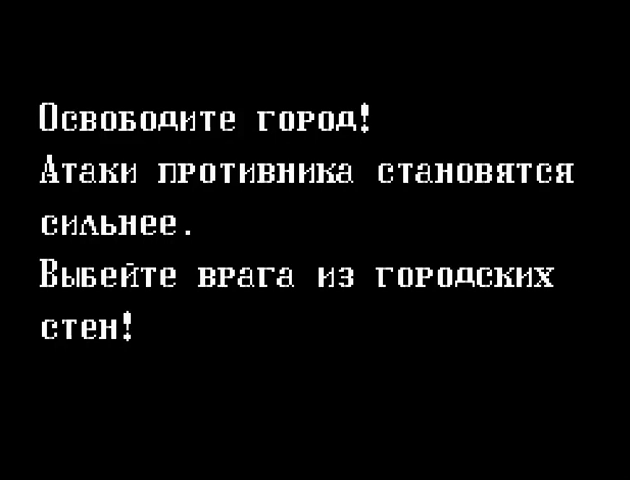 Освободите город!
Атаки противника становятся
сильнее.
Выбейте врага из городских
стен!